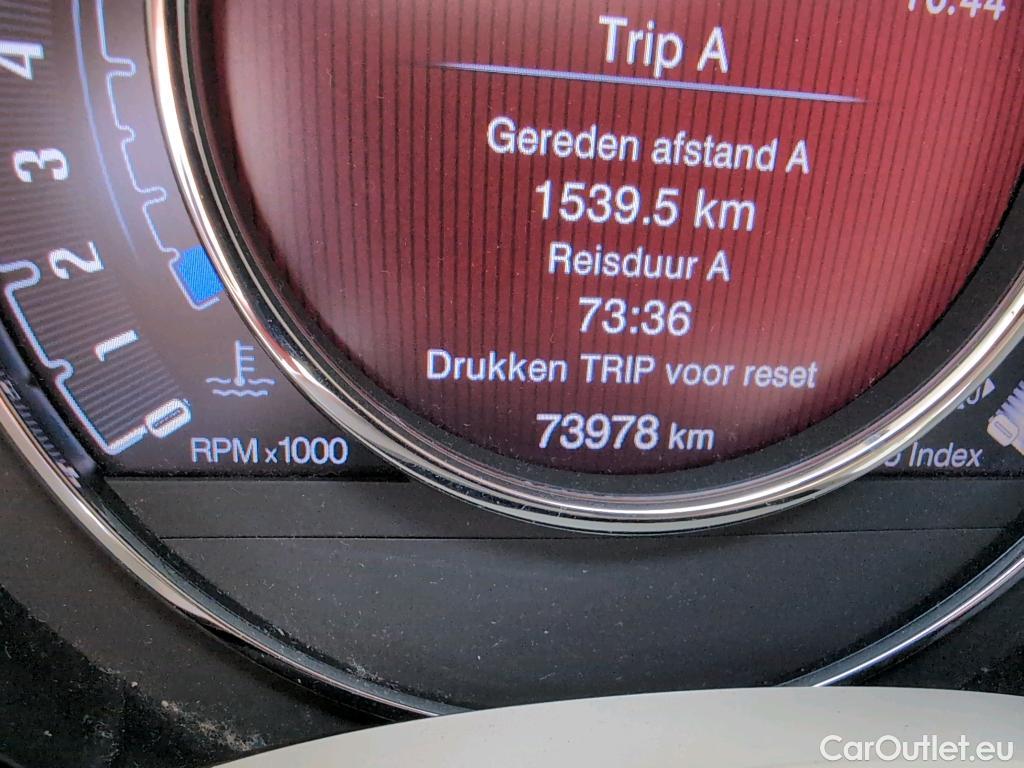 Trip A
Gereden afstand A
1539.5 km
Reisduur A
73:36
Drukken TRIP voor reset
73978 km
4
3
2
1
0
RPM x1000
Index
0
CarOutlet.eu